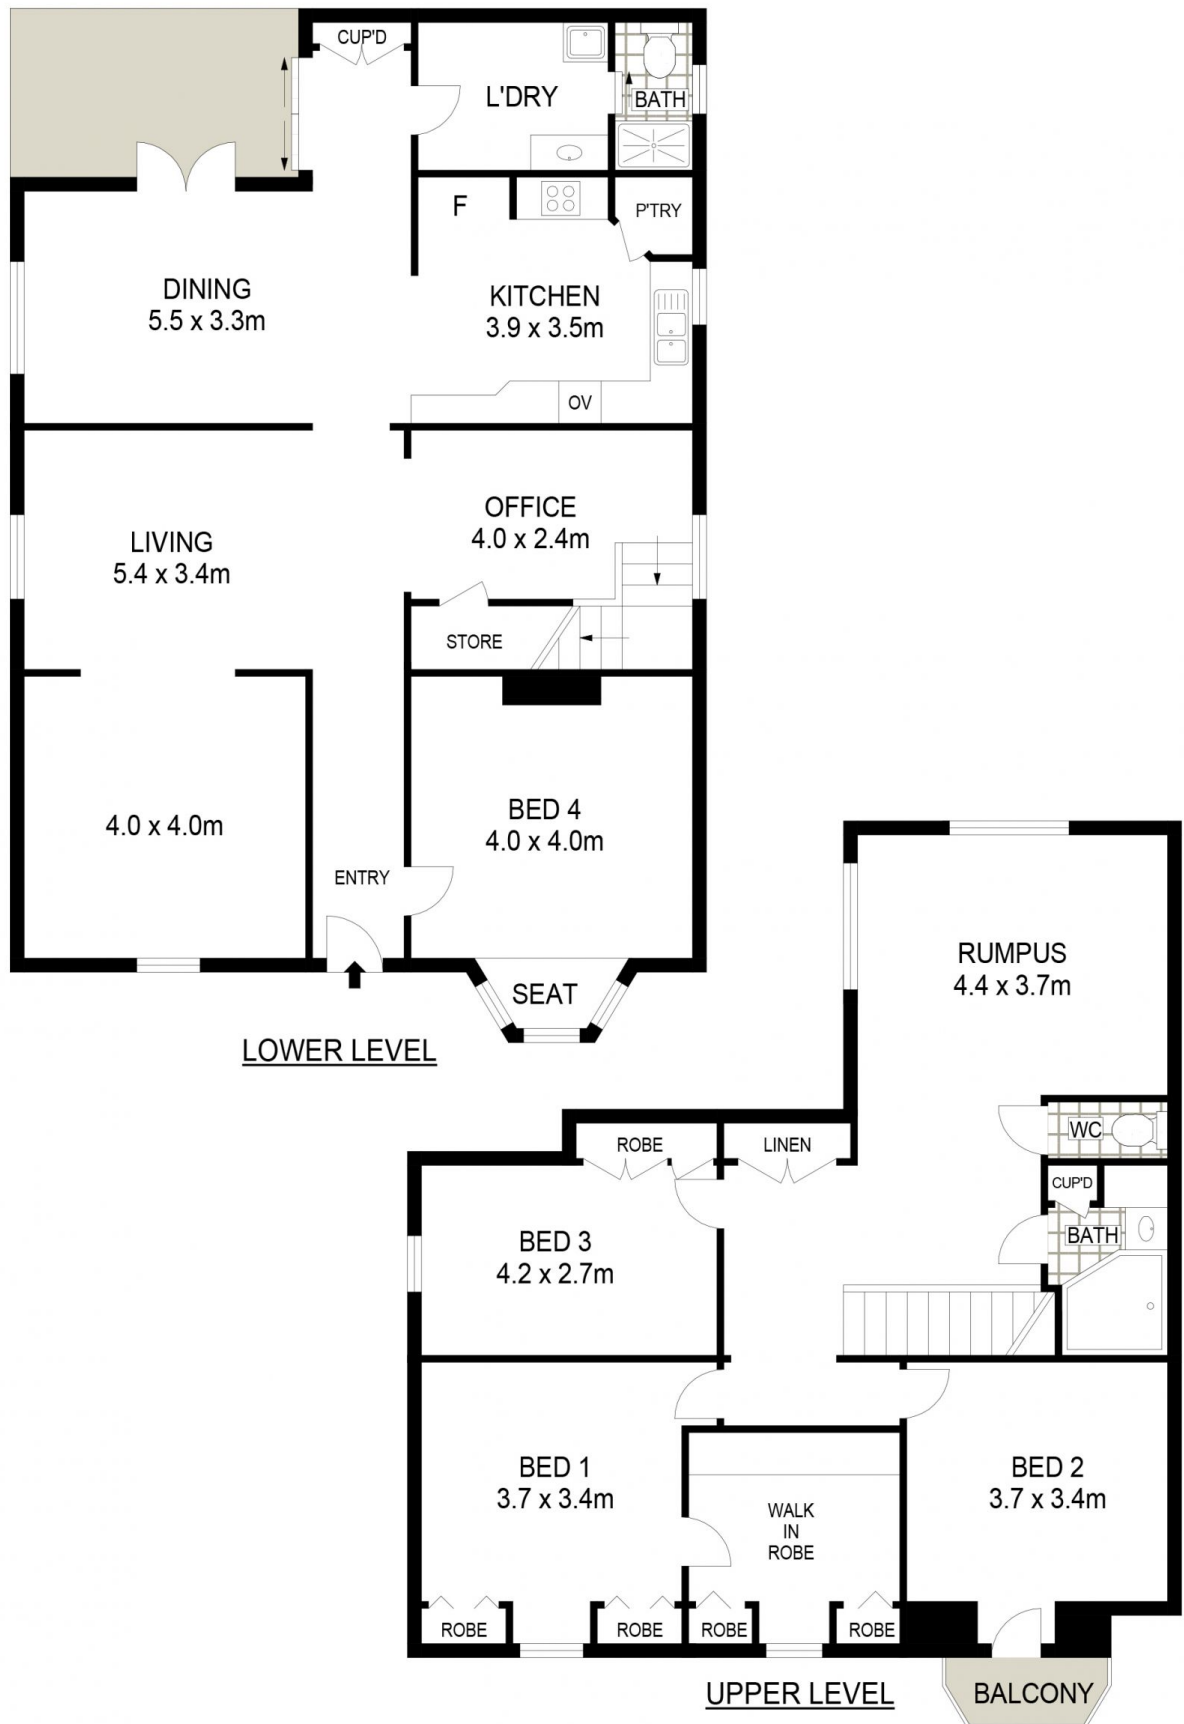 CUP'D
L'DRY
BATH
F
P'TRY
DINING
5.5 x 3.3m
KITCHEN
3.9 x 3.5m
OV
OFFICE
4.0 x 2.4m
LIVING
5.4 x 3.4m
STORE
BED 4
4.0 x 4.0m
4.0 x 4.0m
ENTRY
SEAT
LOWER LEVEL
RUMPUS
4.4 x 3.7m
WC
ROBE
LINEN
CUP'D
BATH
BED 3
4.2 x 2.7m
BED 1
3.7 x 3.4m
BED 2
3.7 x 3.4m
WALK
IN
ROBE
ROBE
ROBE
ROBE
ROBE
UPPER LEVEL
BALCONY